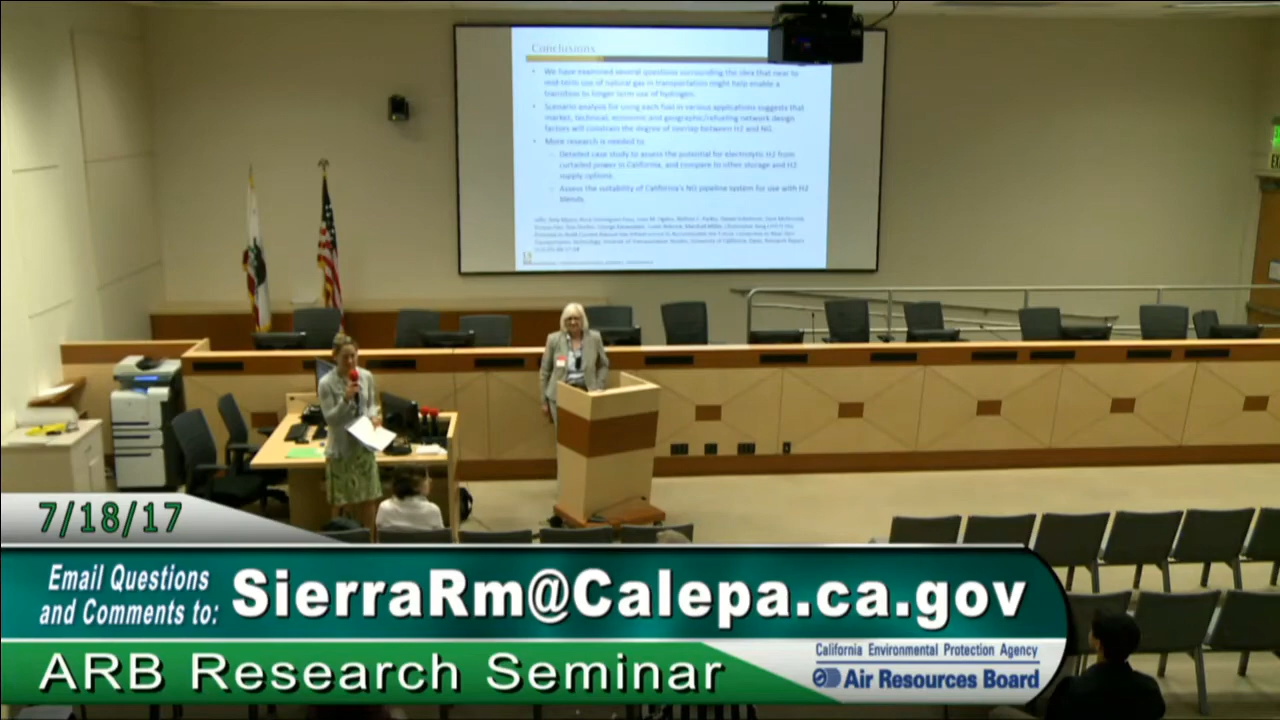 Conclusions
• We have examined several questions surrounding the idea that near to
mid-term use of natural gas in transportation might help enable a
transition to longer term use of hydrogen.
• Scenario analysis for using each fuel in various applications suggests that
market, technical, economic and geographic/refueling network design
factors will constrain the degree of overlap between H2 and NG.
• More research is needed to
– Detailed case study to assess the potential for electrolytic H2 from
curtailed power in California, and compare to other storage and H2
supply options
– Assess the suitability of California's NG pipeline system for use with H2
blends.
7/18/17
Email Questions
and Comments to:
SierraRm@Calepa.ca.gov
ARB Research Seminar
California Environmental Protection Agency
Air Resources Board